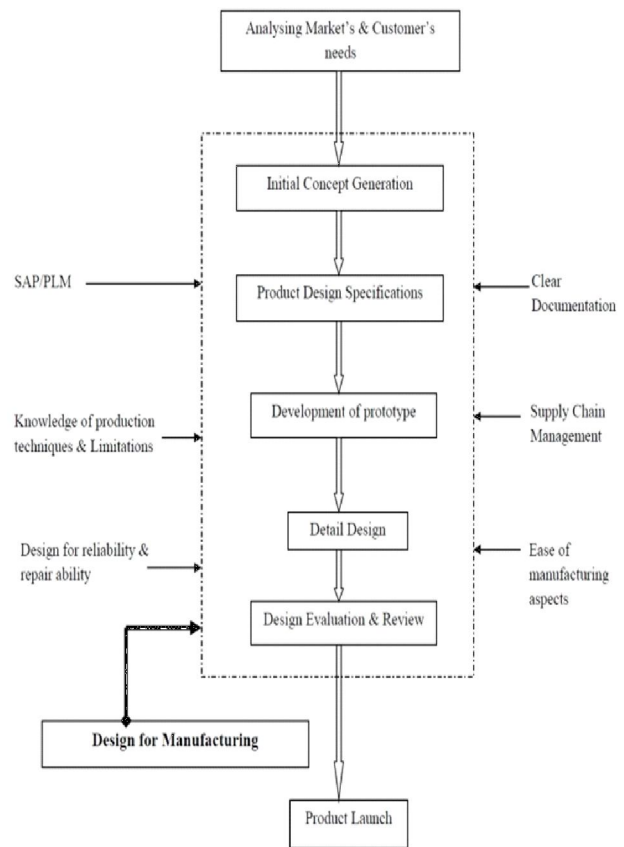 Analysing Market's & Customer's
needs
Initial Concept Generation
SAP/PLM
Product Design Specifications
Clear
Documentation
Development of prototype
Knowledge of production
techniques & Limitations
Supply Chain
Management
Detail Design
Design for reliability &
repair ability
Ease of
manufacturing
aspects
Design Evaluation & Review
Design for Manufacturing
Product Launch